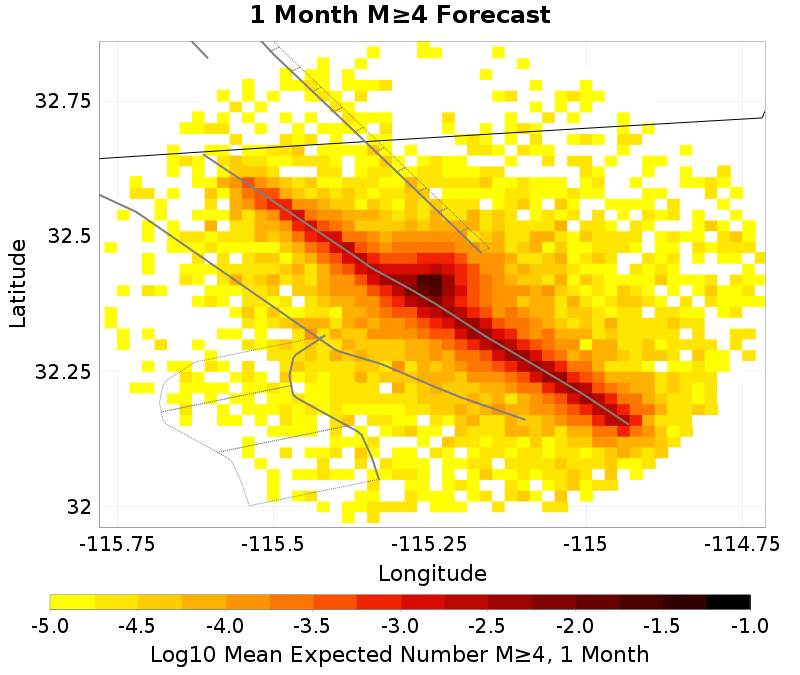 1 Month M≥4 Forecast
32.75
32.5
32.25
32
Latitude
-115.75 -115.5 -115.25 -115 -114.75
Longitude
-5.0 -4.5 -4.0 -3.5 -3.0 -2.5 -2.0 -1.5 -1.0
Log10 Mean Expected Number M≥4, 1 Month